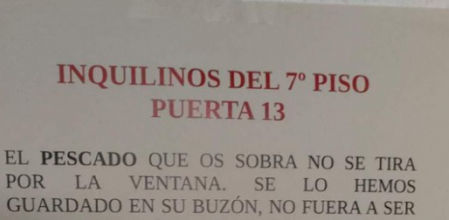 INQUILINOS DEL 7º PISO
PUERTA 13
EL PESCADO QUE OS SOBRA NO SE TIRA
POR LA VENTANA. SE LO HEMOS
GUARDADO EN SU BUZÓN, NO FUERA A SER